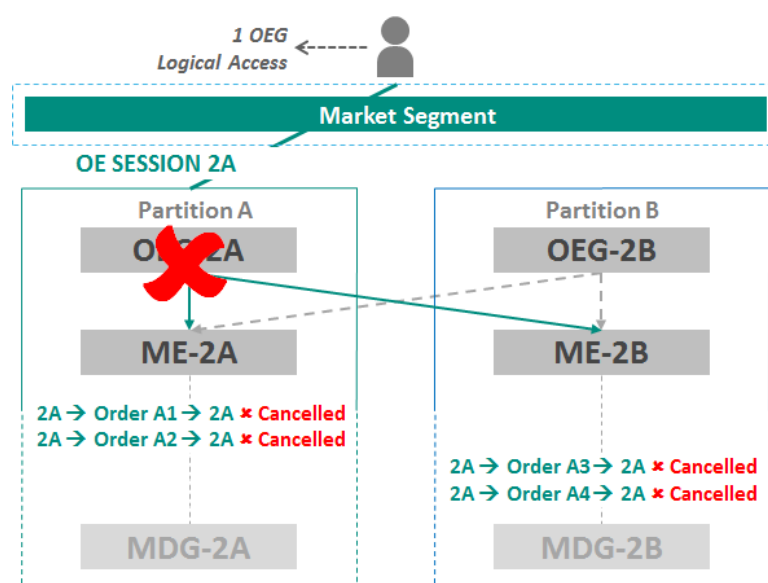 1 OEG
Logical Access
Market Segment
OE SESSION 2A
Partition A
Partition B
OEG-2A
OEG-2B
ME-2A
ME-2B
2A → Order A1 → 2A ✖ Cancelled
2A → Order A2 → 2A ✖ Cancelled
2A → Order A3 → 2A ✖ Cancelled
2A → Order A4 → 2A ✖ Cancelled
MDG-2A
MDG-2B